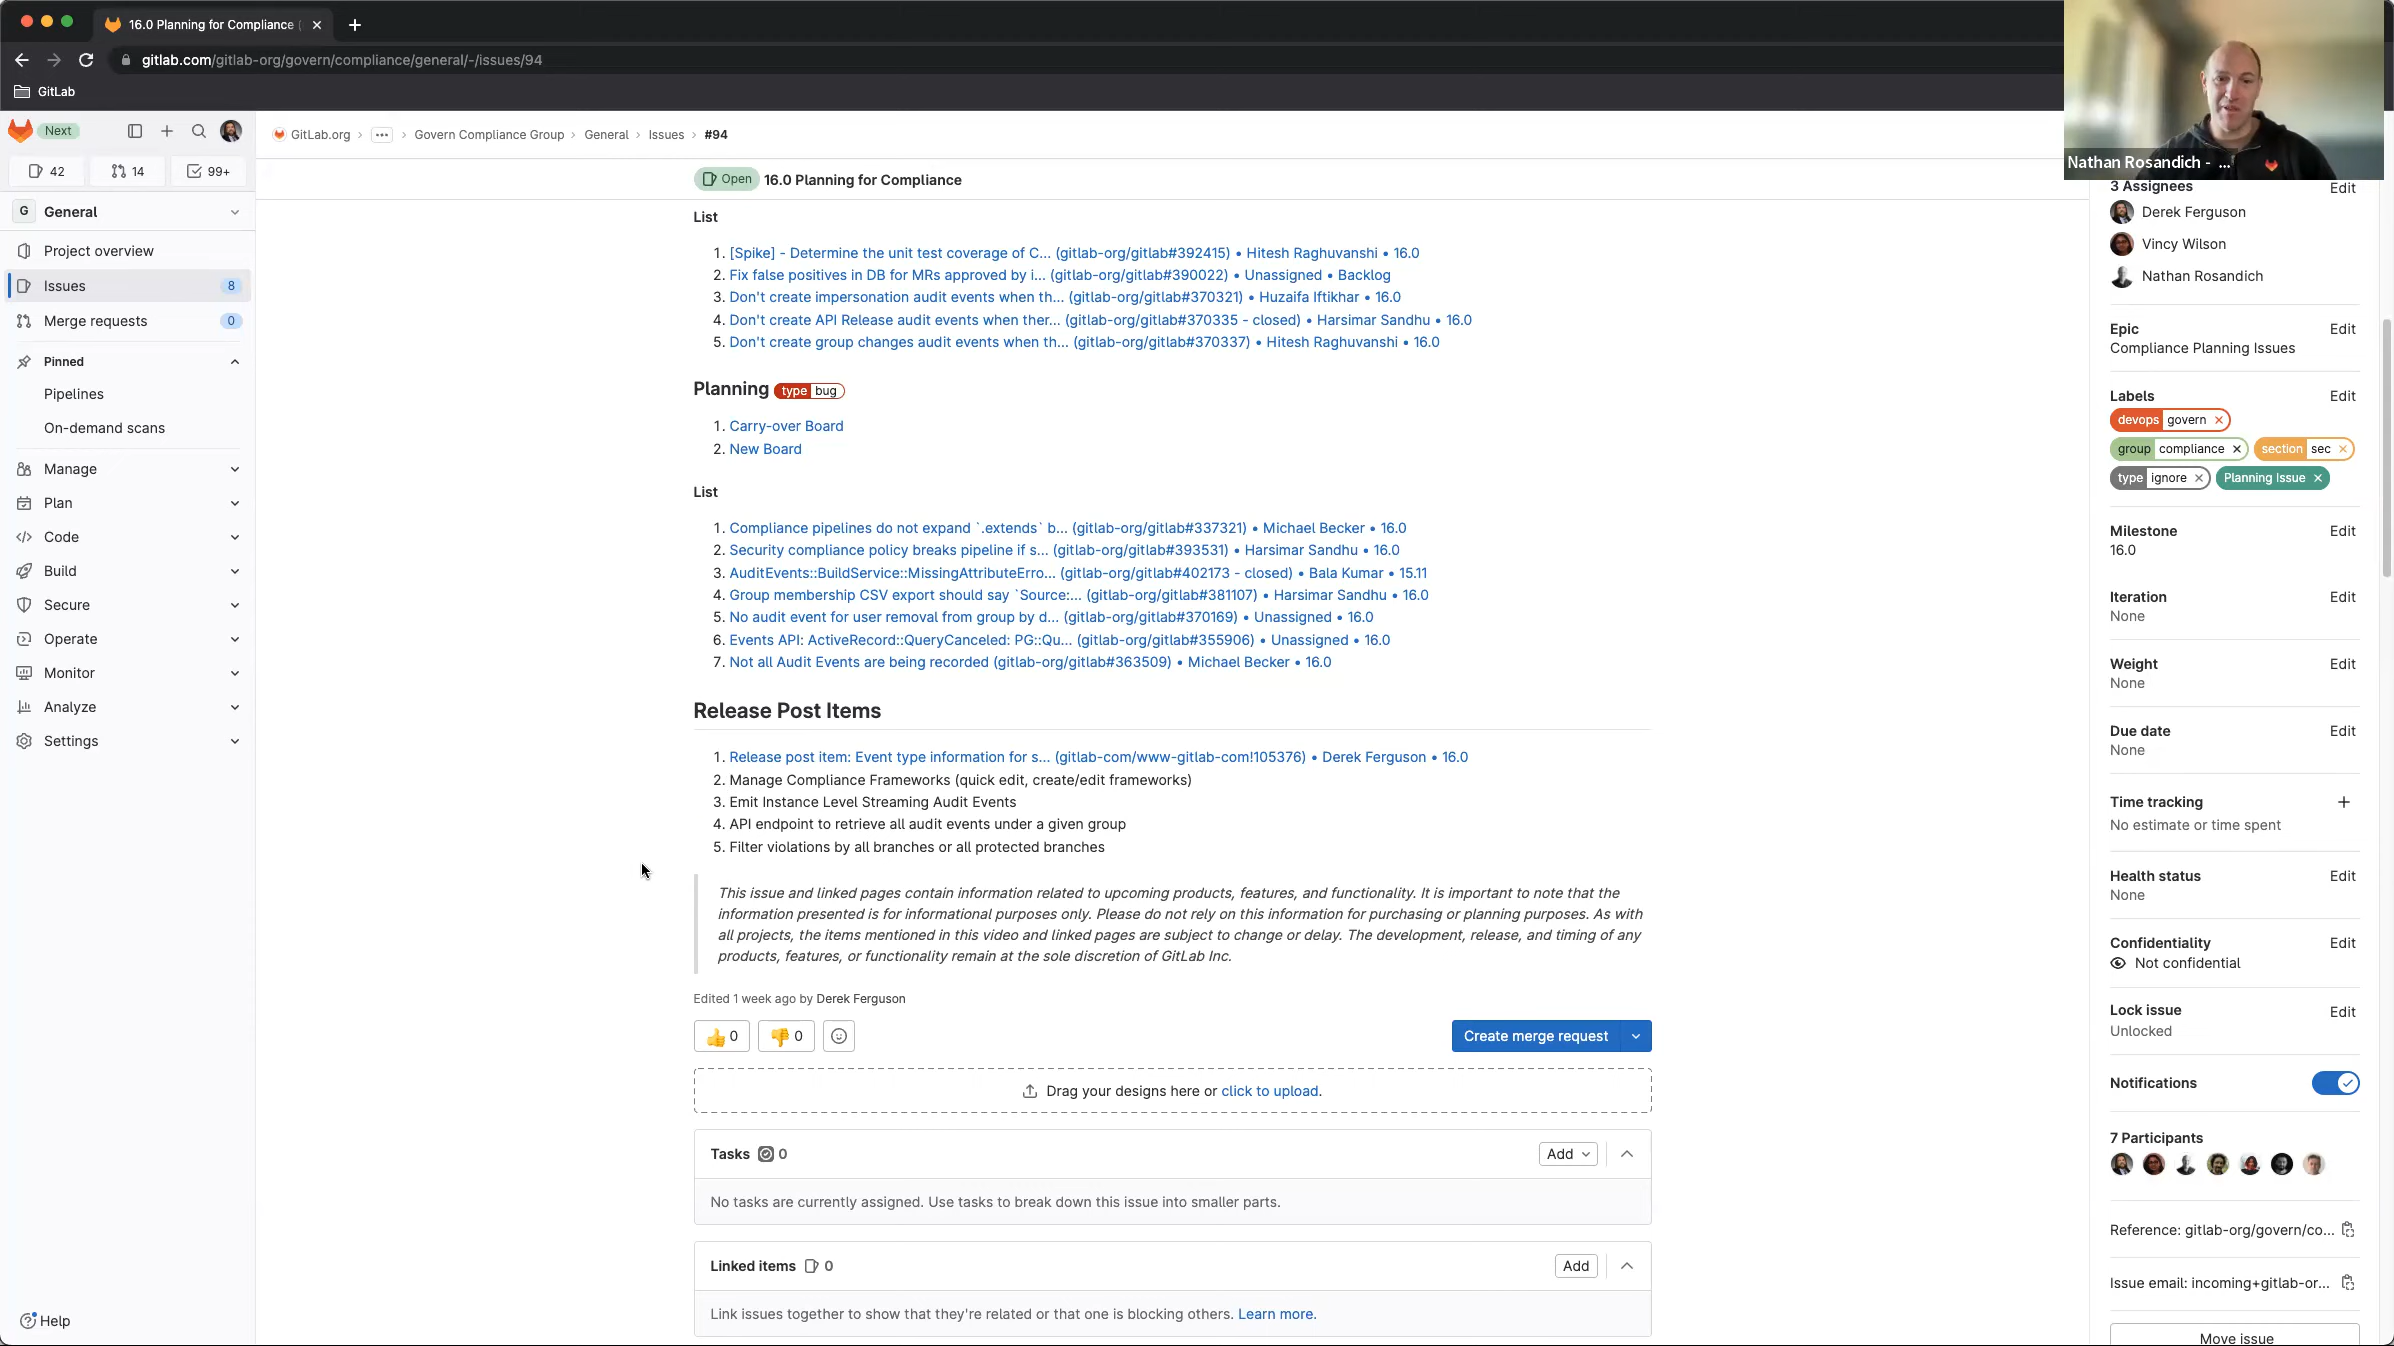 16.0 Planning for Compliance (
gitlab.com/gitlab-org/govern/compliance/general/-/issues/94
GitLab
Nathan Rosandich - ...
Next
42
14
99+
G General
Project overview
Issues 8
Merge requests 0
Pinned
Pipelines
On-demand scans
Manage
Plan
Code
Build
Secure
Operate
Monitor
Analyze
Settings
Help
GitLab.org › ... › Govern Compliance Group › General › Issues › #94
Open 16.0 Planning for Compliance
List
1. [Spike] - Determine the unit test coverage of C... (gitlab-org/gitlab#392415) • Hitesh Raghuvanshi • 16.0
2. Fix false positives in DB for MRs approved by i... (gitlab-org/gitlab#390022) • Unassigned • Backlog
3. Don't create impersonation audit events when th... (gitlab-org/gitlab#370321) • Huzaifa Iftikhar • 16.0
4. Don't create API Release audit events when ther... (gitlab-org/gitlab#370335 - closed) • Harsimar Sandhu • 16.0
5. Don't create group changes audit events when th... (gitlab-org/gitlab#370337) • Hitesh Raghuvanshi • 16.0
Planning type bug
1. Carry-over Board
2. New Board
List
1. Compliance pipelines do not expand `.extends` b... (gitlab-org/gitlab#337321) • Michael Becker • 16.0
2. Security compliance policy breaks pipeline if s... (gitlab-org/gitlab#393531) • Harsimar Sandhu • 16.0
3. AuditEvents::BuildService::MissingAttributeErro... (gitlab-org/gitlab#402173 - closed) • Bala Kumar • 15.11
4. Group membership CSV export should say `Source:... (gitlab-org/gitlab#381107) • Harsimar Sandhu • 16.0
5. No audit event for user removal from group by d... (gitlab-org/gitlab#370169) • Unassigned • 16.0
6. Events API: ActiveRecord::QueryCanceled: PG::Qu... (gitlab-org/gitlab#355906) • Unassigned • 16.0
7. Not all Audit Events are being recorded (gitlab-org/gitlab#363509) • Michael Becker • 16.0
Release Post Items
1. Release post item: Event type information for s... (gitlab-com/www-gitlab-com!105376) • Derek Ferguson • 16.0
2. Manage Compliance Frameworks (quick edit, create/edit frameworks)
3. Emit Instance Level Streaming Audit Events
4. API endpoint to retrieve all audit events under a given group
5. Filter violations by all branches or all protected branches
This issue and linked pages contain information related to upcoming products, features, and functionality. It is important to note that the
information presented is for informational purposes only. Please do not rely on this information for purchasing or planning purposes. As with
all projects, the items mentioned in this video and linked pages are subject to change or delay. The development, release, and timing of any
products, features, or functionality remain at the sole discretion of GitLab Inc.
Edited 1 week ago by Derek Ferguson
0
0
Create merge request
Drag your designs here or click to upload.
Tasks 0
Add
No tasks are currently assigned. Use tasks to break down this issue into smaller parts.
Linked items 0
Add
Link issues together to show that they're related or that one is blocking others. Learn more.
3 Assignees Edit
Derek Ferguson
Vincy Wilson
Nathan Rosandich
Epic Edit
Compliance Planning Issues
Labels Edit
devops govern
group compliance
section sec
type ignore
Planning Issue
Milestone Edit
16.0
Iteration Edit
None
Weight Edit
None
Due date Edit
None
Time tracking
No estimate or time spent
Health status Edit
None
Confidentiality Edit
Not confidential
Lock issue Edit
Unlocked
Notifications
7 Participants
Reference: gitlab-org/govern/co...
Issue email: incoming+gitlab-or...
Move issue